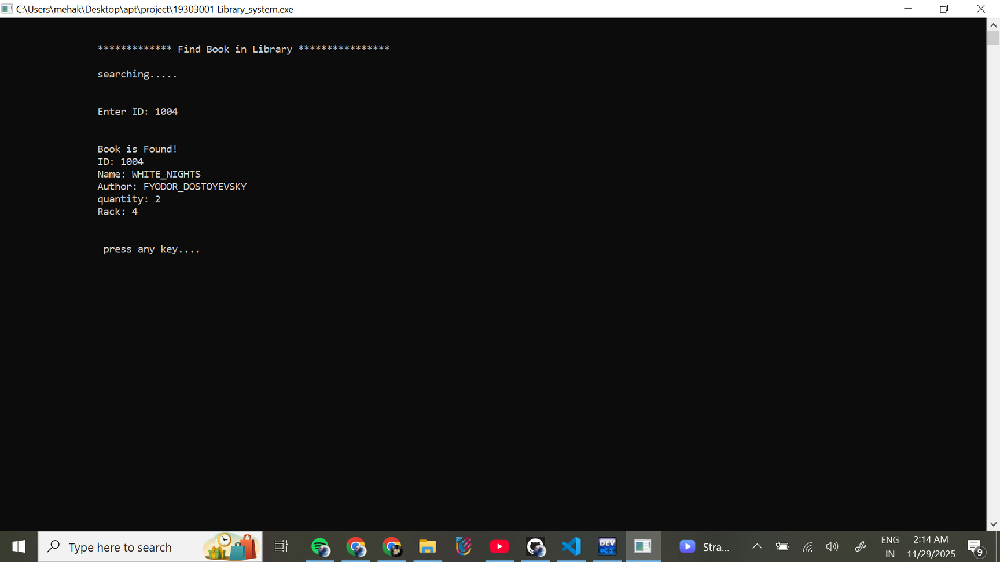 C:\Users\mehak\Desktop\apt\project\19303001 Library_system.exe
************* Find Book in Library ****************
searching.....
Enter ID: 1004
Book is Found!
ID: 1004
Name: WHITE_NIGHTS
Author: FYODOR_DOSTOYEVSKY
quantity: 2
Rack: 4
press any key....
Type here to search
DEV
C++
Stra...
ENG
IN
2:14 AM
11/29/2025
9